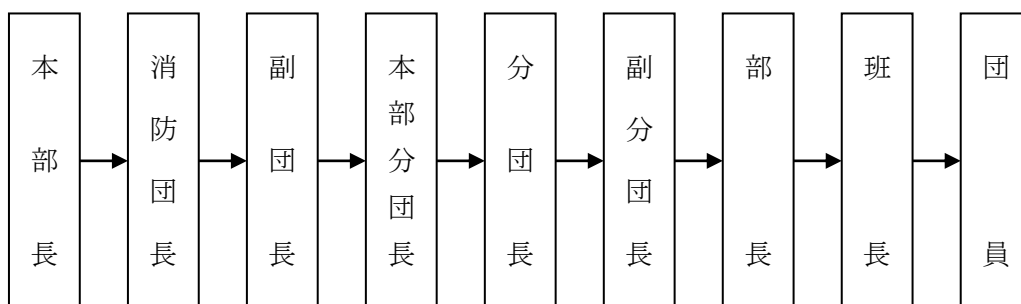 本部長
消防団長
副団長
本部分団長
分団長
副分団長
部長
班長
団員